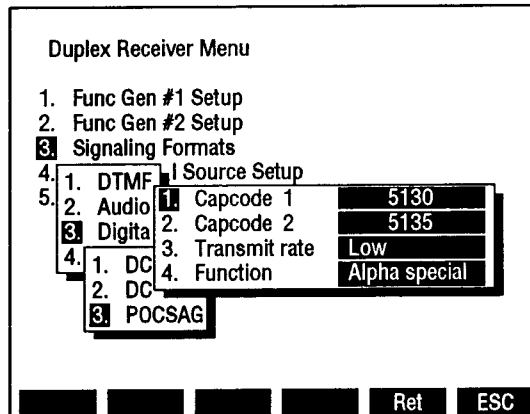 Duplex Receiver Menu
1. Func Gen #1 Setup
2. Func Gen #2 Setup
3. Signaling Formats
4. l Source Setup
5.
1. DTMF
2. Audio
3. Digita
4.
1. DC
2. DC
3. POCSAG
1. Capcode 1 5130
2. Capcode 2 5135
3. Transmit rate Low
4. Function Alpha special
Ret ESC